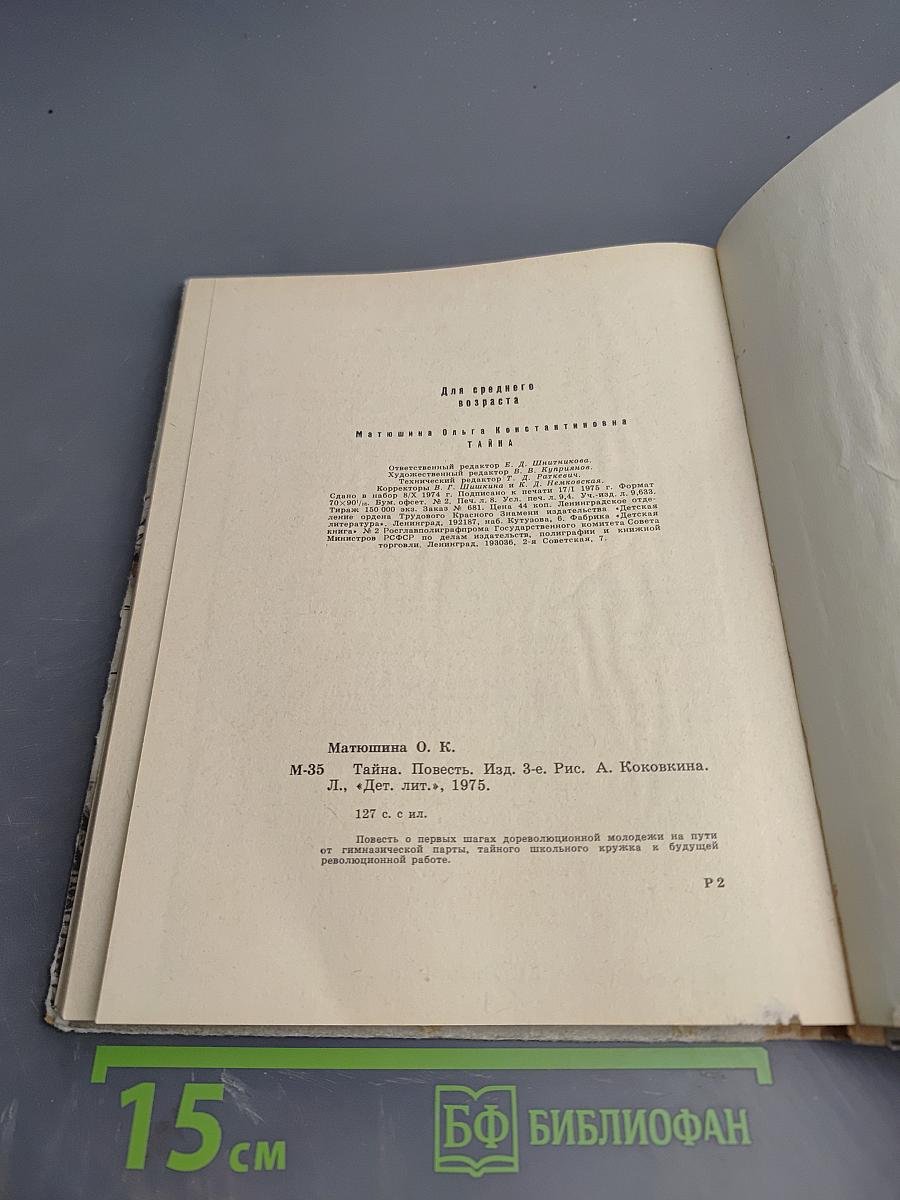 Для среднего
возраста
Матюшина Ольга Константиновна
ТАЙНА
Ответственный редактор Е. Д. Шнитникова.
Художественный редактор В. В. Куприянов.
Технический редактор Т. Д. Раткевич.
Корректоры В. Г. Шишкина и К. Д. Немковская.
Сдано в набор 8/X 1974 г. Подписано к печати 17/I 1975 г. Формат
70×90¹/₁₆. Бум. офсет. № 2. Печ. л. 8. Усл. печ. л. 9,4. Уч.-изд. л. 9,633.
Тираж 150 000 экз. Заказ № 681. Цена 44 коп. Ленинградское отде-
ление ордена Трудового Красного Знамени издательства «Детская
литература». Ленинград, 192187, наб. Кутузова, 6. Фабрика «Детская
книга» № 2 Росглавполиграфпрома Государственного комитета Совета
Министров РСФСР по делам издательств, полиграфии и книжной
торговли. Ленинград, 193036, 2-я Советская, 7.
Матюшина О. К.
М-35 Тайна. Повесть. Изд. 3-е. Рис. А. Коковкина.
Л., «Дет. лит.», 1975.
127 с. с ил.
Повесть о первых шагах дореволюционной молодежи на пути
от гимназической парты, тайного школьного кружка к будущей
революционной работе.
Р 2
15 см
БФ БИБЛИОФАН